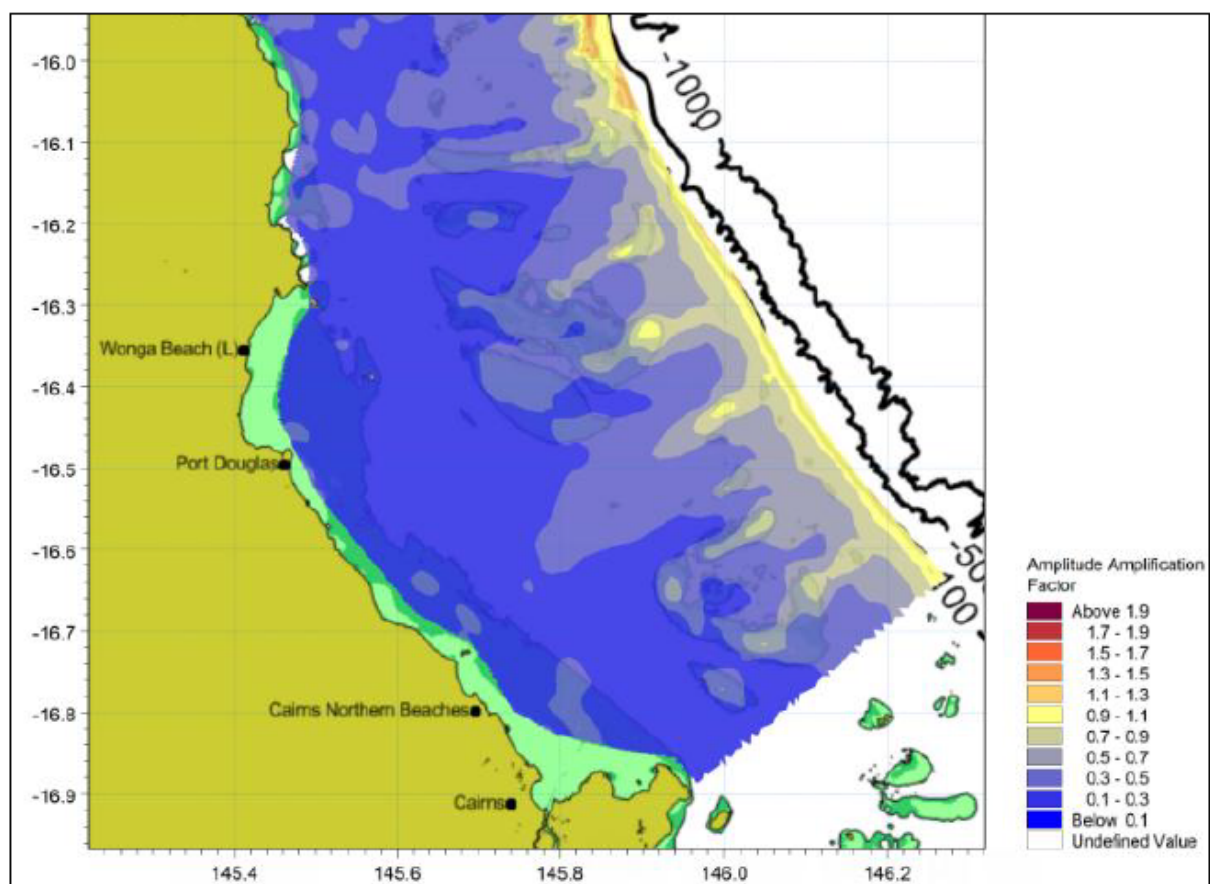 -16.0
-16.1
-16.2
-16.3
-16.4
-16.5
-16.6
-16.7
-16.8
-16.9
145.4
145.6
145.8
146.0
146.2
Wonga Beach (L)
Port Douglas
Cairns Northern Beaches
Cairns
-1000
-50
-100
Amplitude Amplification
Factor
Above 1.9
1.7 - 1.9
1.5 - 1.7
1.3 - 1.5
1.1 - 1.3
0.9 - 1.1
0.7 - 0.9
0.5 - 0.7
0.3 - 0.5
0.1 - 0.3
Below 0.1
Undefined Value